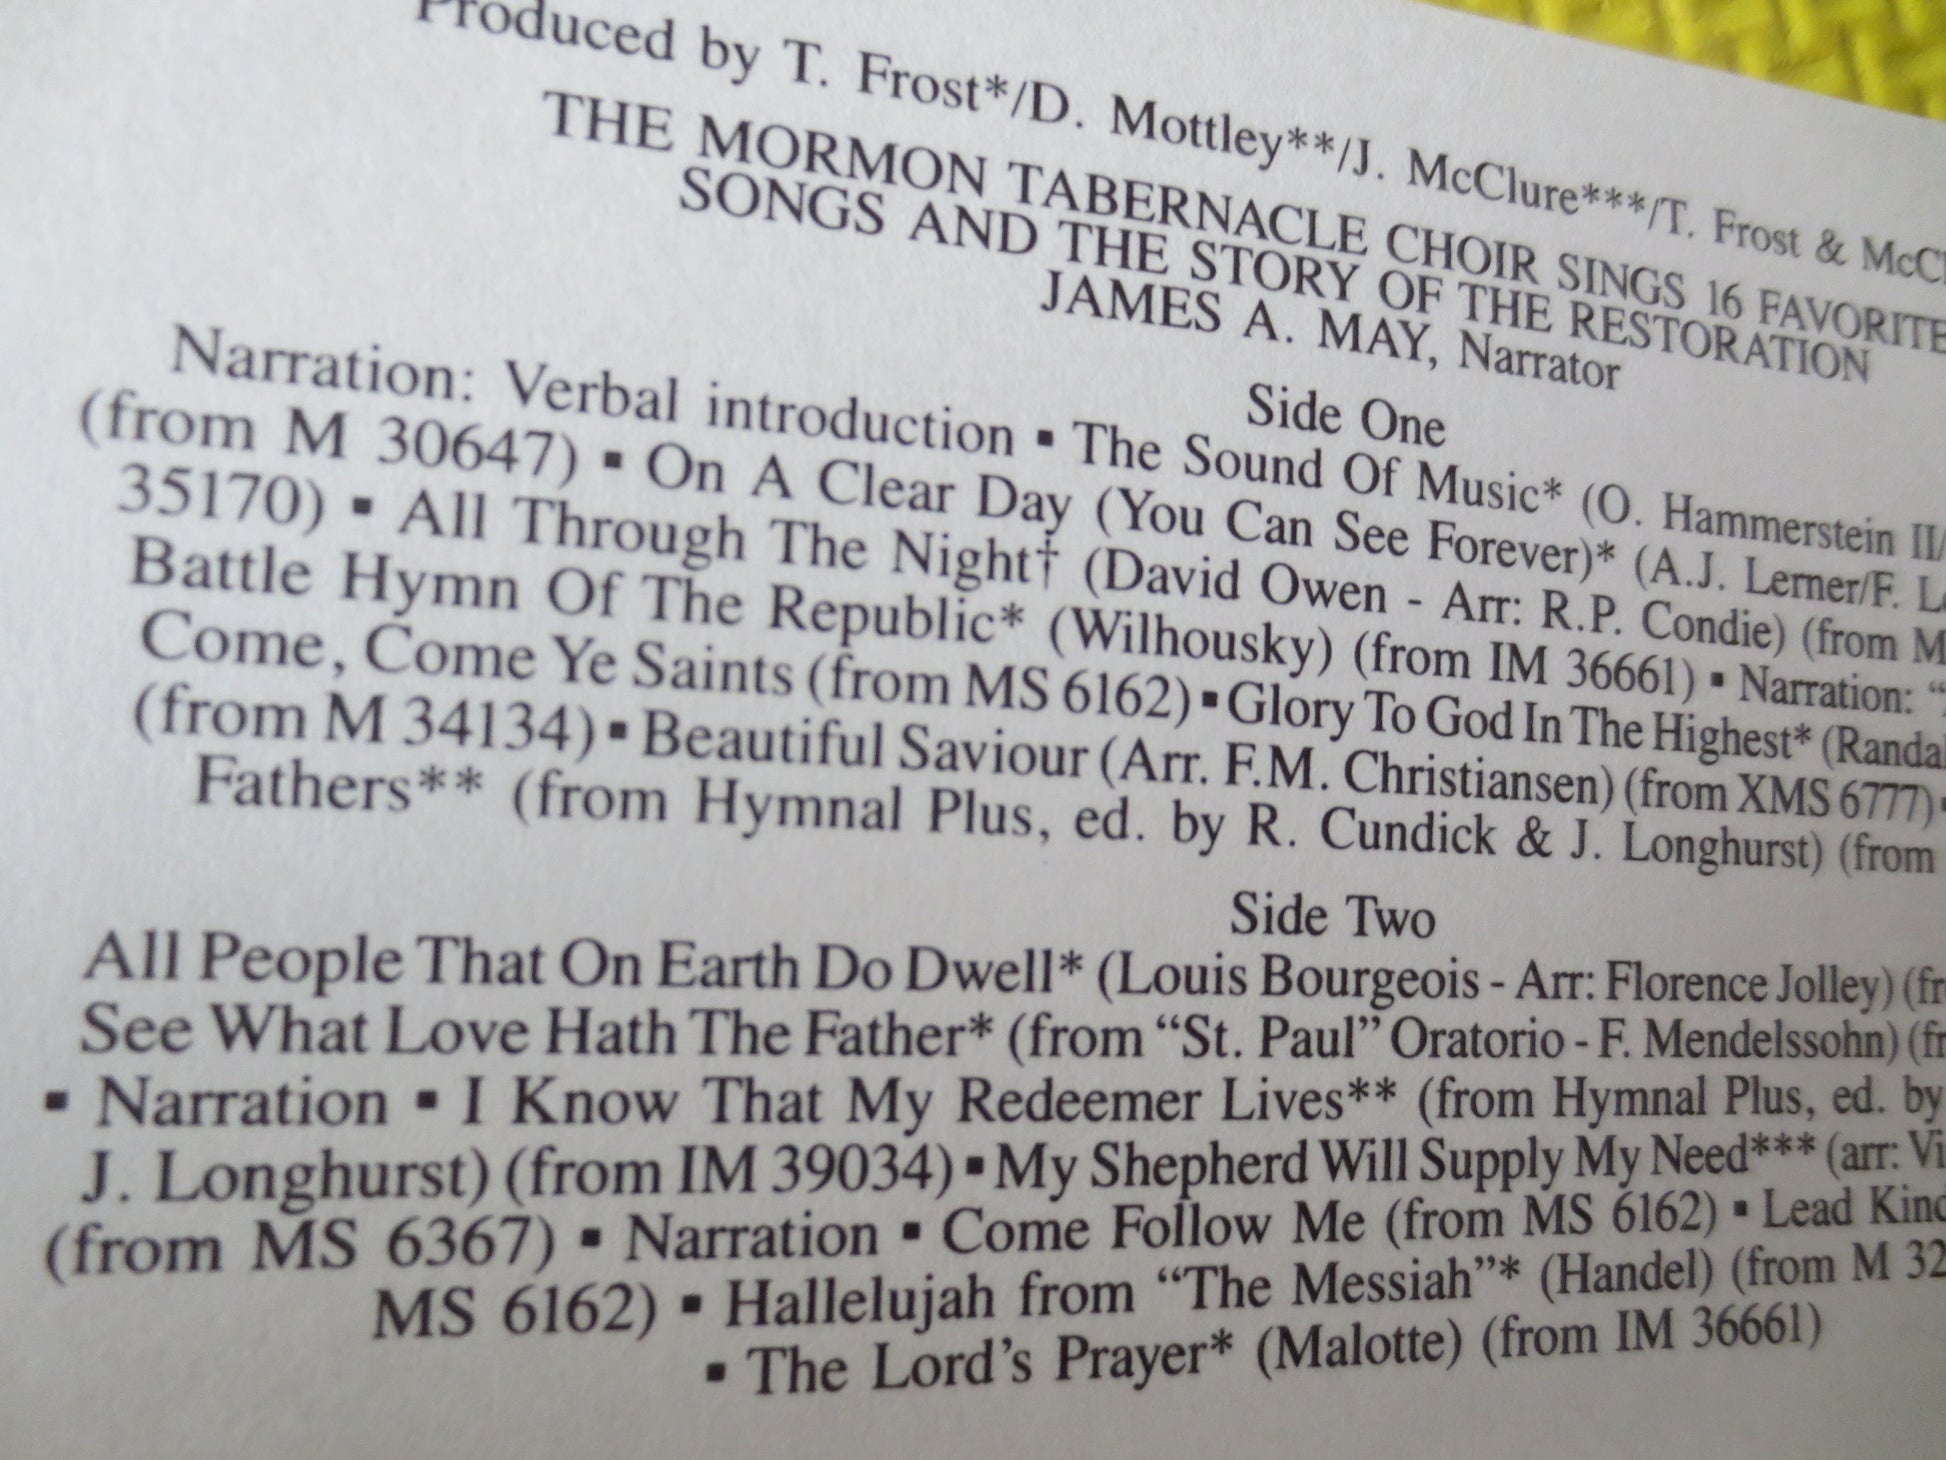 Produced by T. Frost*/D. Mottley**/J. McClure***/T. Frost &
THE MORMON TABERNACLE CHOIR SINGS 16 FAVORITE
SONGS AND THE STORY OF THE RESTORATION
JAMES A. MAY, Narrator
Side One
Narration: Verbal introduction ▪ The Sound Of Music* (O. Hammerstein II/
(from M 30647) ▪ On A Clear Day (You Can See Forever)* (A.J. Lerner/F.
35170) ▪ All Through The Night† (David Owen - Arr: R.P. Condie) (from M
Battle Hymn Of The Republic* (Wilhousky) (from IM 36661) ▪ Narration: “
Come, Come Ye Saints (from MS 6162) ▪ Glory To God In The Highest*
(from M 34134) ▪ Beautiful Saviour (Arr. F.M. Christiansen) (from XMS 6777) ▪
Fathers** (from Hymnal Plus, ed. by R. Cundick & J. Longhurst) (from
Side Two
All People That On Earth Do Dwell* (Louis Bourgeois - Arr: Florence Jolley)
See What Love Hath The Father* (from “St. Paul” Oratorio - F. Mendelssohn)
▪ Narration ▪ I Know That My Redeemer Lives** (from Hymnal Plus, ed. by
J. Longhurst) (from IM 39034) ▪ My Shepherd Will Supply My Need*** (arr:
(from MS 6367) ▪ Narration ▪ Come Follow Me (from MS 6162) ▪ Lead
MS 6162) ▪ Hallelujah from “The Messiah”* (Handel) (from M 32
▪ The Lord’s Prayer* (Malotte) (from IM 36661)